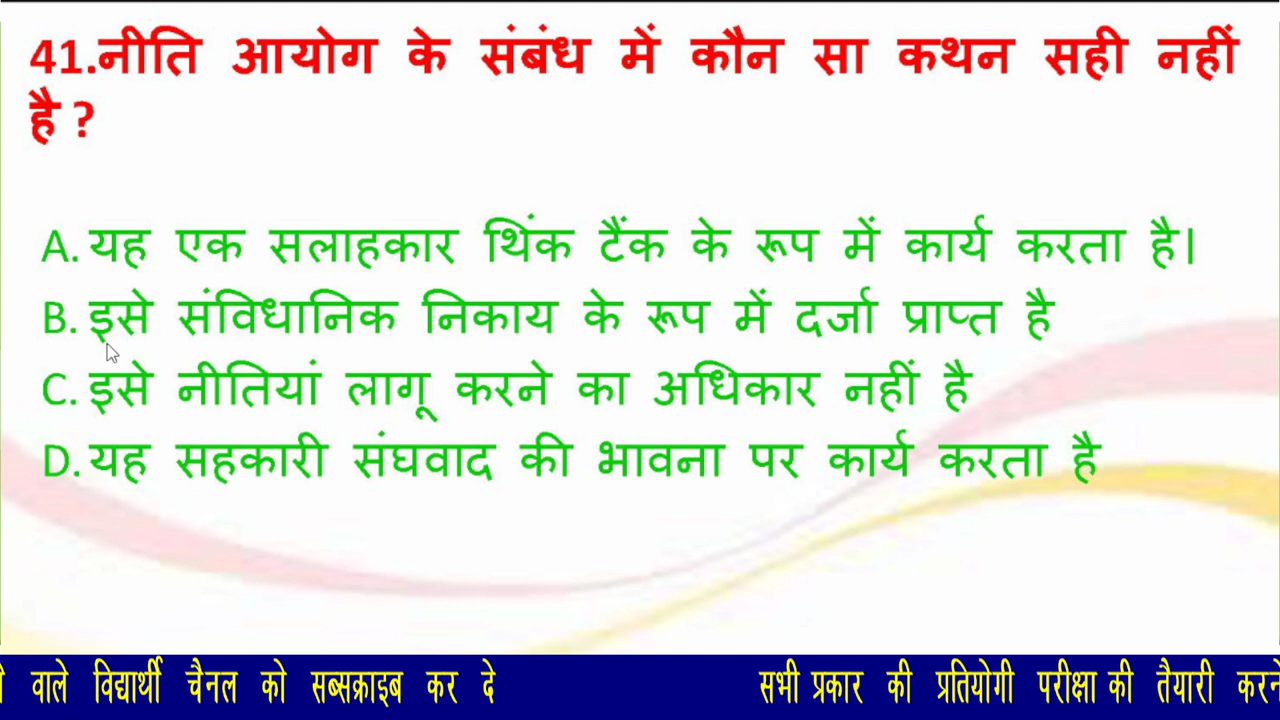 41.नीति आयोग के संबंध में कौन सा कथन सही नहीं
है ?
A. यह एक सलाहकार थिंक टैंक के रूप में कार्य करता है।
B. इसे संविधानिक निकाय के रूप में दर्जा प्राप्त है
C. इसे नीतियां लागू करने का अधिकार नहीं है
D. यह सहकारी संघवाद की भावना पर कार्य करता है
वाले विद्यार्थी चैनल को सब्सक्राइब कर दे सभी प्रकार की प्रतियोगी परीक्षा की तैयारी करने